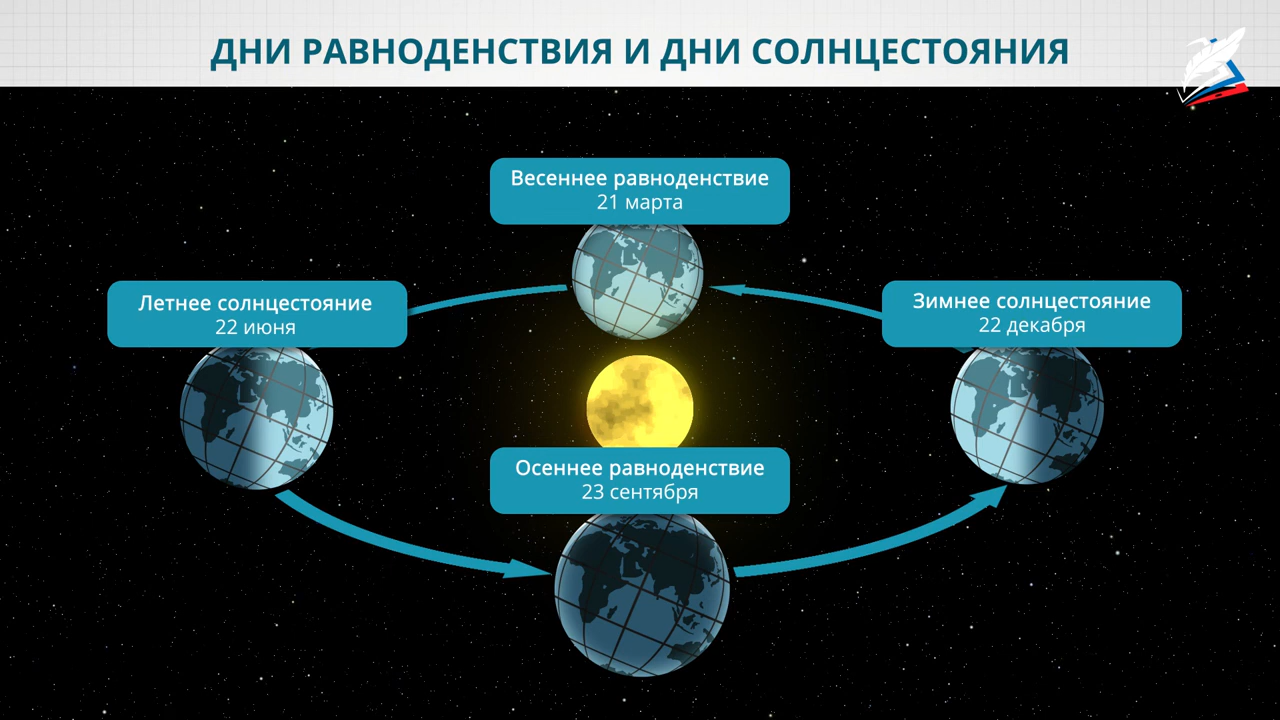 ДНИ РАВНОДЕНСТВИЯ И ДНИ СОЛНЦЕСТОЯНИЯ
Весеннее равноденствие
21 марта
Летнее солнцестояние
22 июня
Зимнее солнцестояние
22 декабря
Осеннее равноденствие
23 сентября